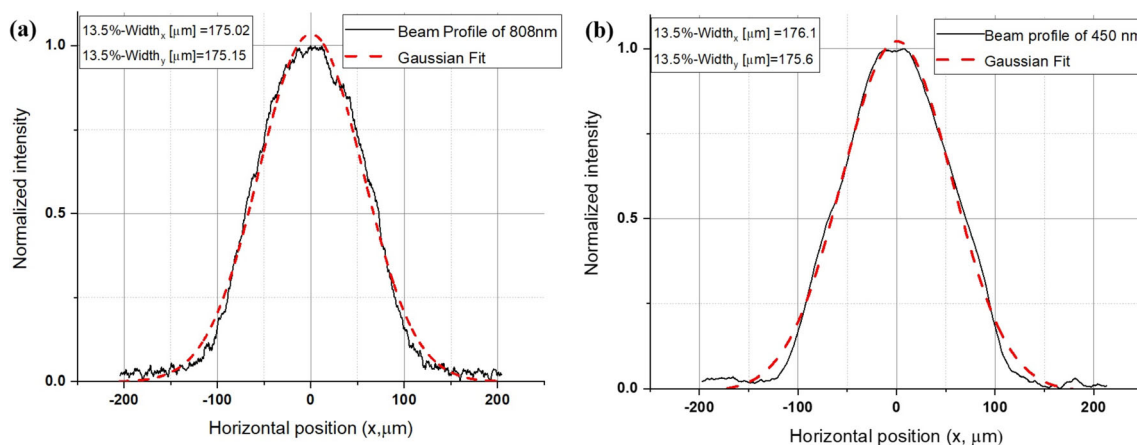 (a)
13.5%-Widthₓ [μm] =175.02
13.5%-Width_y [μm]=175.15
Beam Profile of 808nm
Gaussian Fit
Normalized intensity
1.0
0.5
0.0
-200 -100 0 100 200
Horizontal position (x,μm)
(b)
13.5%-Widthₓ [μm] =176.1
13.5%-Width_y [μm]=175.6
Beam profile of 450 nm
Gaussian Fit
Normalized intensity
1.0
0.5
0.0
-200 -100 0 100 200
Horizontal position (x, μm)